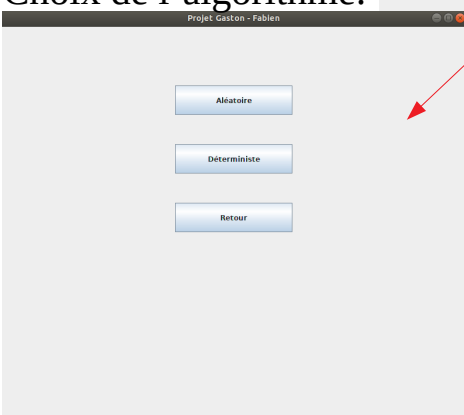 Choix de l'algorithme:
Projet Gaston - Fabien
Aléatoire
Déterministe
Retour